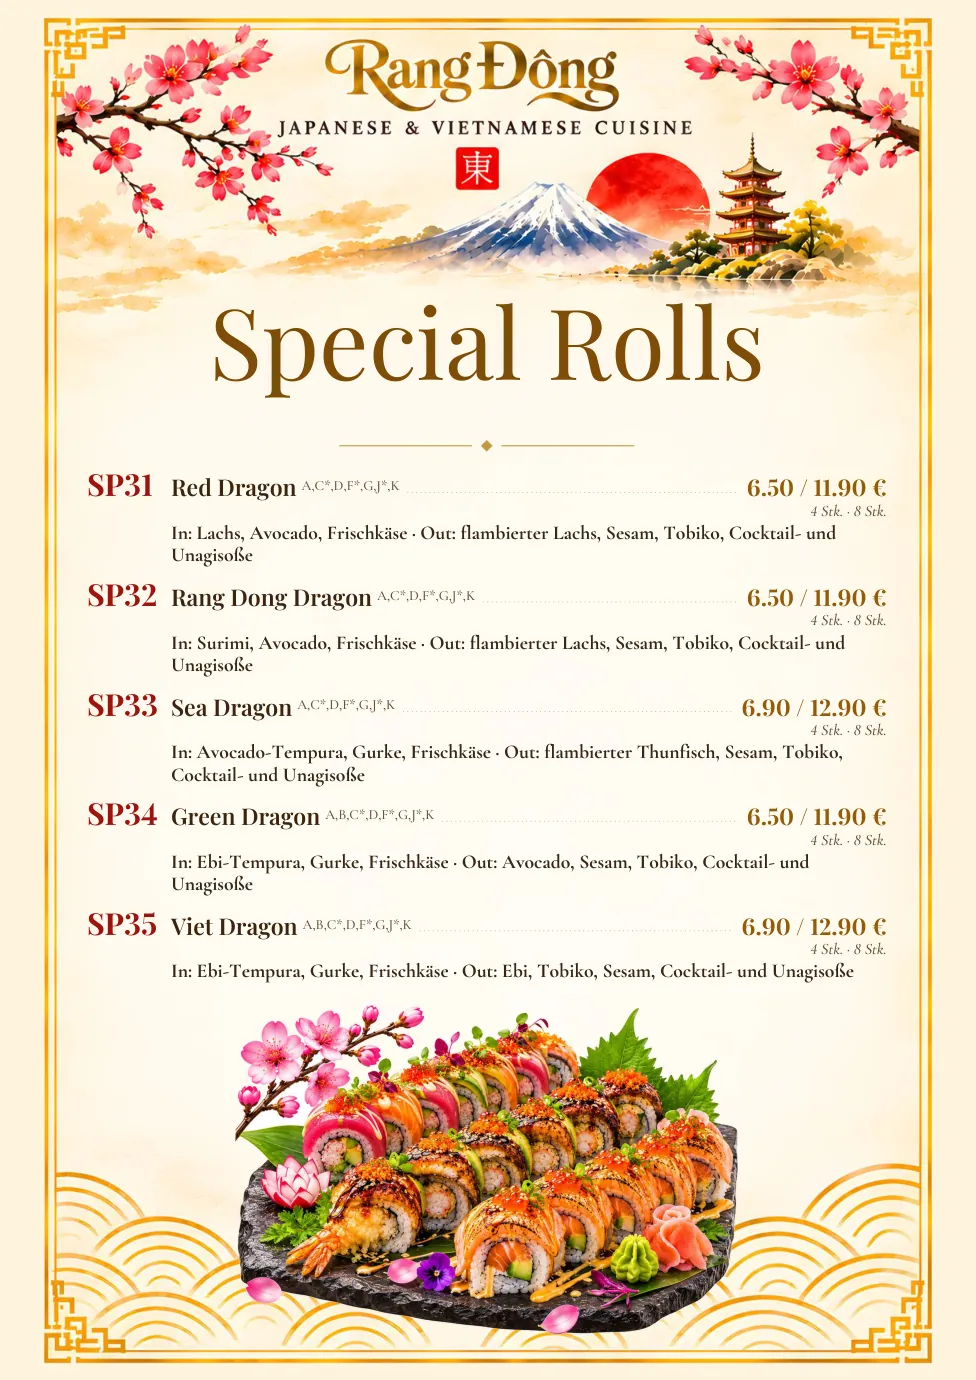 Rang Đông
JAPANESE & VIETNAMESE CUISINE
東
Special Rolls
SP31 Red Dragon A,C*,D,F*,G,J*,K 6.50 / 11.90 €
4 Stk. · 8 Stk.
In: Lachs, Avocado, Frischkäse · Out: flambierter Lachs, Sesam, Tobiko, Cocktail- und
Unagisoße
SP32 Rang Dong Dragon A,C*,D,F*,G,J*,K 6.50 / 11.90 €
4 Stk. · 8 Stk.
In: Surimi, Avocado, Frischkäse · Out: flambierter Lachs, Sesam, Tobiko, Cocktail- und
Unagisoße
SP33 Sea Dragon A,C*,D,F*,G,J*,K 6.90 / 12.90 €
4 Stk. · 8 Stk.
In: Avocado-Tempura, Gurke, Frischkäse · Out: flambierter Thunfisch, Sesam, Tobiko,
Cocktail- und Unagisoße
SP34 Green Dragon A,B,C*,D,F*,G,J*,K 6.50 / 11.90 €
4 Stk. · 8 Stk.
In: Ebi-Tempura, Gurke, Frischkäse · Out: Avocado, Sesam, Tobiko, Cocktail- und
Unagisoße
SP35 Viet Dragon A,B,C*,D,F*,G,J*,K 6.90 / 12.90 €
4 Stk. · 8 Stk.
In: Ebi-Tempura, Gurke, Frischkäse · Out: Ebi, Tobiko, Sesam, Cocktail- und Unagisoße